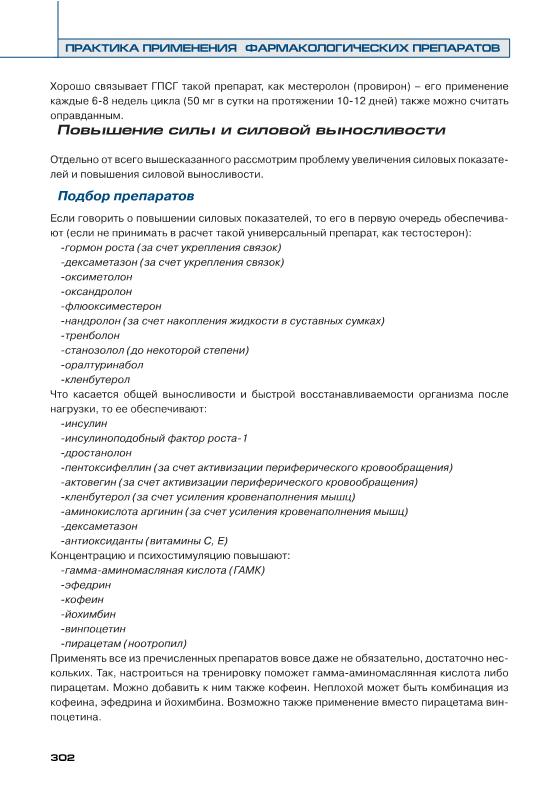 ПРАКТИКА ПРИМЕНЕНИЯ ФАРМАКОЛОГИЧЕСКИХ ПРЕПАРАТОВ
Хорошо связывает ГПСГ такой препарат, как местеролон (провирон) – его применение
каждые 6-8 недель цикла (50 мг в сутки на протяжении 10-12 дней) также можно считать
оправданным.
Повышение силы и силовой выносливости
Отдельно от всего вышесказанного рассмотрим проблему увеличения силовых показате-
лей и повышения силовой выносливости.
Подбор препаратов
Если говорить о повышении силовых показателей, то его в первую очередь обеспечива-
ют (если не принимать в расчет такой универсальный препарат, как тестостерон):
-гормон роста (за счет укрепления связок)
-дексаметазон (за счет укрепления связок)
-оксиметолон
-оксандролон
-флюоксиместерон
-нандролон (за счет накопления жидкости в суставных сумках)
-тренболон
-станозолол (до некоторой степени)
-оралтуринабол
-кленбутерол
Что касается общей выносливости и быстрой восстанавливаемости организма после
нагрузки, то ее обеспечивают:
-инсулин
-инсулиноподобный фактор роста-1
-дростанолон
-пентоксифеллин (за счет активизации периферического кровообращения)
-актовегин (за счет активизации периферического кровообращения)
-кленбутерол (за счет усиления кровенаполнения мышц)
-аминокислота аргинин (за счет усиления кровенаполнения мышц)
-дексаметазон
-антиоксиданты (витамины С, Е)
Концентрацию и психостимуляцию повышают:
-гамма-аминомасляная кислота (ГАМК)
-эфедрин
-кофеин
-йохимбин
-винпоцетин
-пирацетам (ноотропил)
Применять все из перечисленных препаратов вовсе даже не обязательно, достаточно нес-
кольких. Так, настроиться на тренировку поможет гамма-аминомаслянная кислота либо
пирацетам. Можно добавить к ним также кофеин. Неплохой может быть комбинация из
кофеина, эфедрина и йохимбина. Возможно также применение вместо пирацетама вин-
поцетина.
302